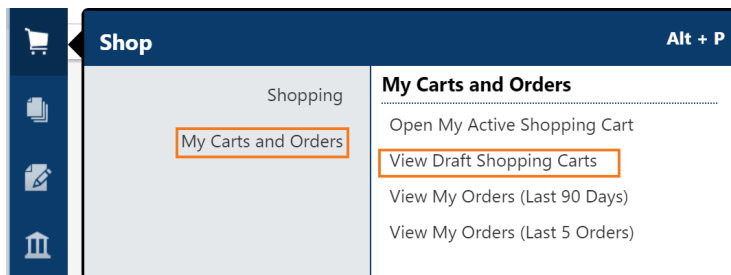 Shop
Alt + P
Shopping
My Carts and Orders
My Carts and Orders
Open My Active Shopping Cart
View Draft Shopping Carts
View My Orders (Last 90 Days)
View My Orders (Last 5 Orders)